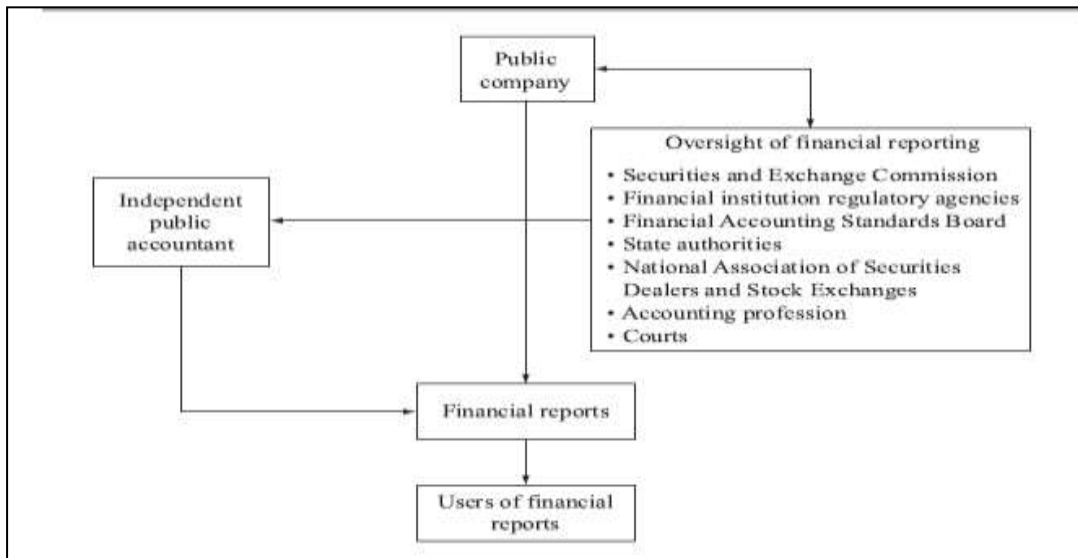 Public
company
Oversight of financial reporting
• Securities and Exchange Commission
• Financial institution regulatory agencies
• Financial Accounting Standards Board
• State authorities
• National Association of Securities
Dealers and Stock Exchanges
• Accounting profession
• Courts
Independent
public
accountant
Financial reports
Users of financial
reports